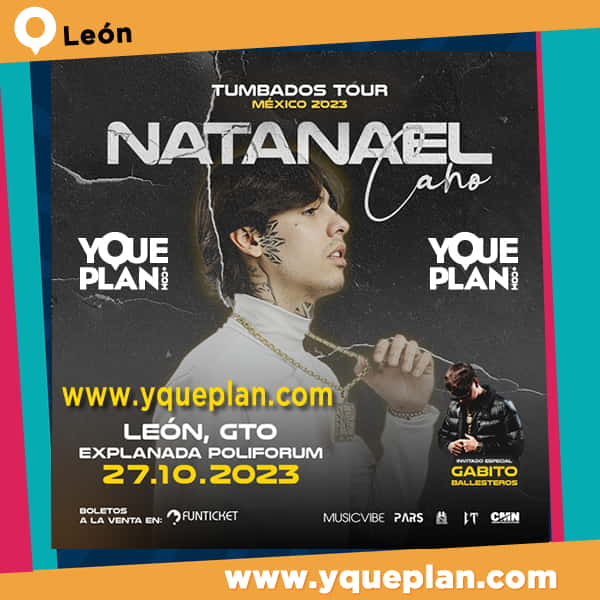 León
TUMBADOS TOUR
MÉXICO 2023
NATANAEL
Cano
YQUE
PLAN!
YQUE
PLAN!
www.yqueplan.com
LEÓN, GTO
EXPLANADA POLIFORUM
27.10.2023
INVITADO ESPECIAL
GABITO
BALLESTEROS
BOLETOS
A LA VENTA EN: FUNTICKET
MUSICVIBE PARS CMN
www.yqueplan.com